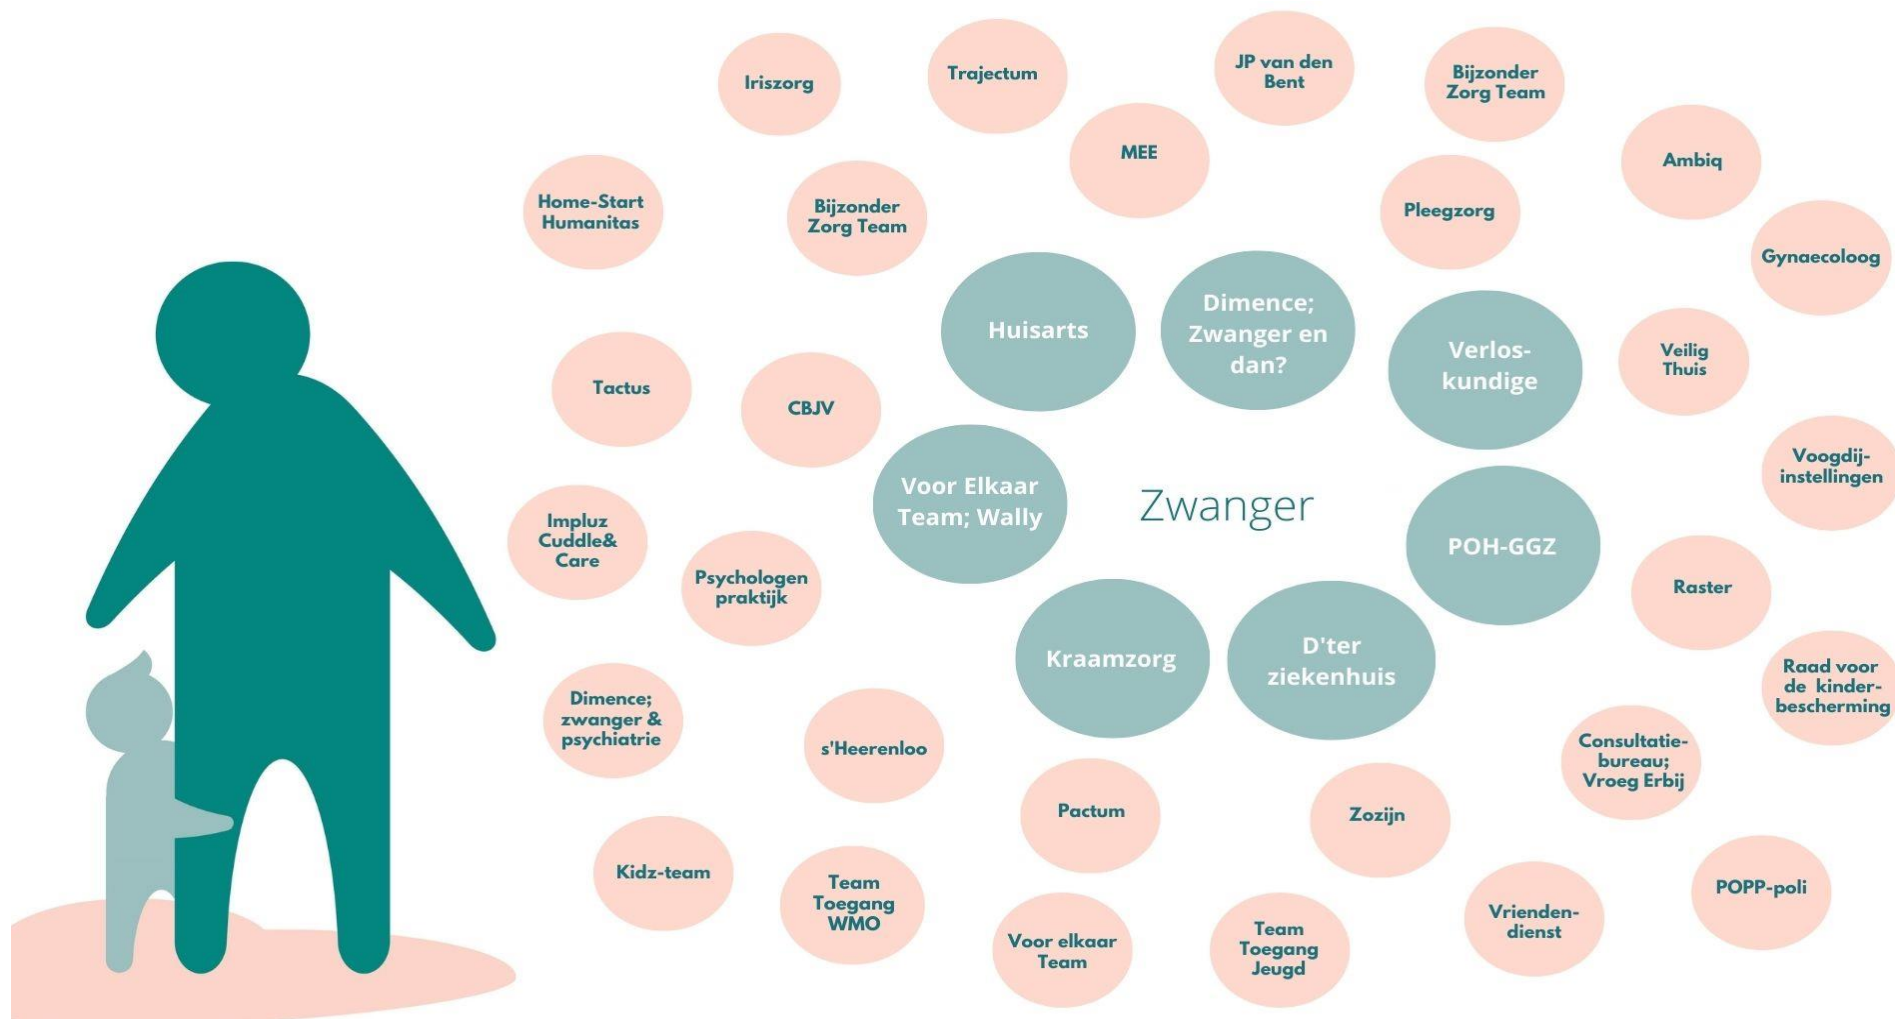 Iriszorg
Trajectum
JP van den
Bent
Bijzonder
Zorg Team
MEE
Ambiq
Home-Start
Humanitas
Bijzonder
Zorg Team
Pleegzorg
Gynaecoloog
Huisarts
Dimence;
Zwanger en
dan?
Verlos-
kundige
Veilig
Thuis
Tactus
CBJV
Voor Elkaar
Team; Wally
Zwanger
Voogdij-
instellingen
Impluz
Cuddle&
Care
Psychologen
praktijk
POH-GGZ
Raster
Kraamzorg
D'ter
ziekenhuis
Raad voor
de kinder-
bescherming
Dimence;
zwanger &
psychiatrie
s'Heerenloo
Consultatie-
bureau;
Vroeg Erbij
Pactum
Zozijn
Kidz-team
Team
Toegang
WMO
POPP-poli
Vrienden-
dienst
Voor elkaar
Team
Team
Toegang
Jeugd